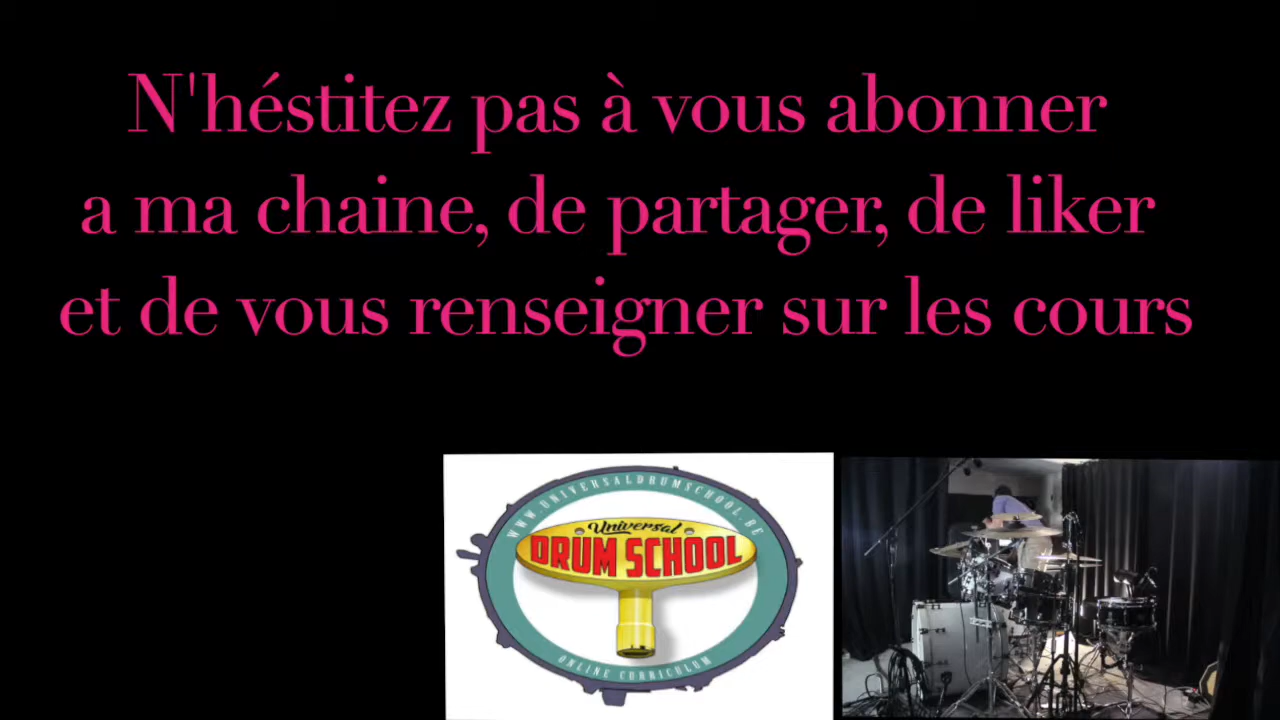 N'héstitez pas à vous abonner
a ma chaine, de partager, de liker
et de vous renseigner sur les cours
WWW.UNIVERSALDRUMSCHOOL.BE
Universal
DRUM SCHOOL
ONLINE CURRICULUM